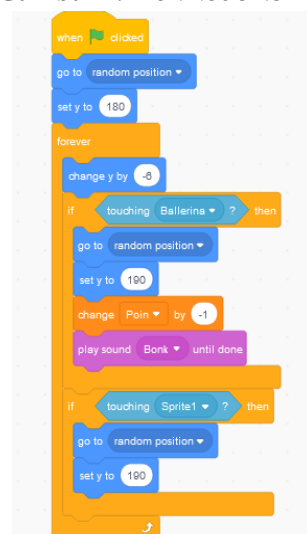 when clicked
go to random position
set y to 180
forever
change y by -6
if touching Ballerina ? then
go to random position
set y to 190
change Poin by -1
play sound Bonk until done
if touching Sprite1 ? then
go to random position
set y to 190